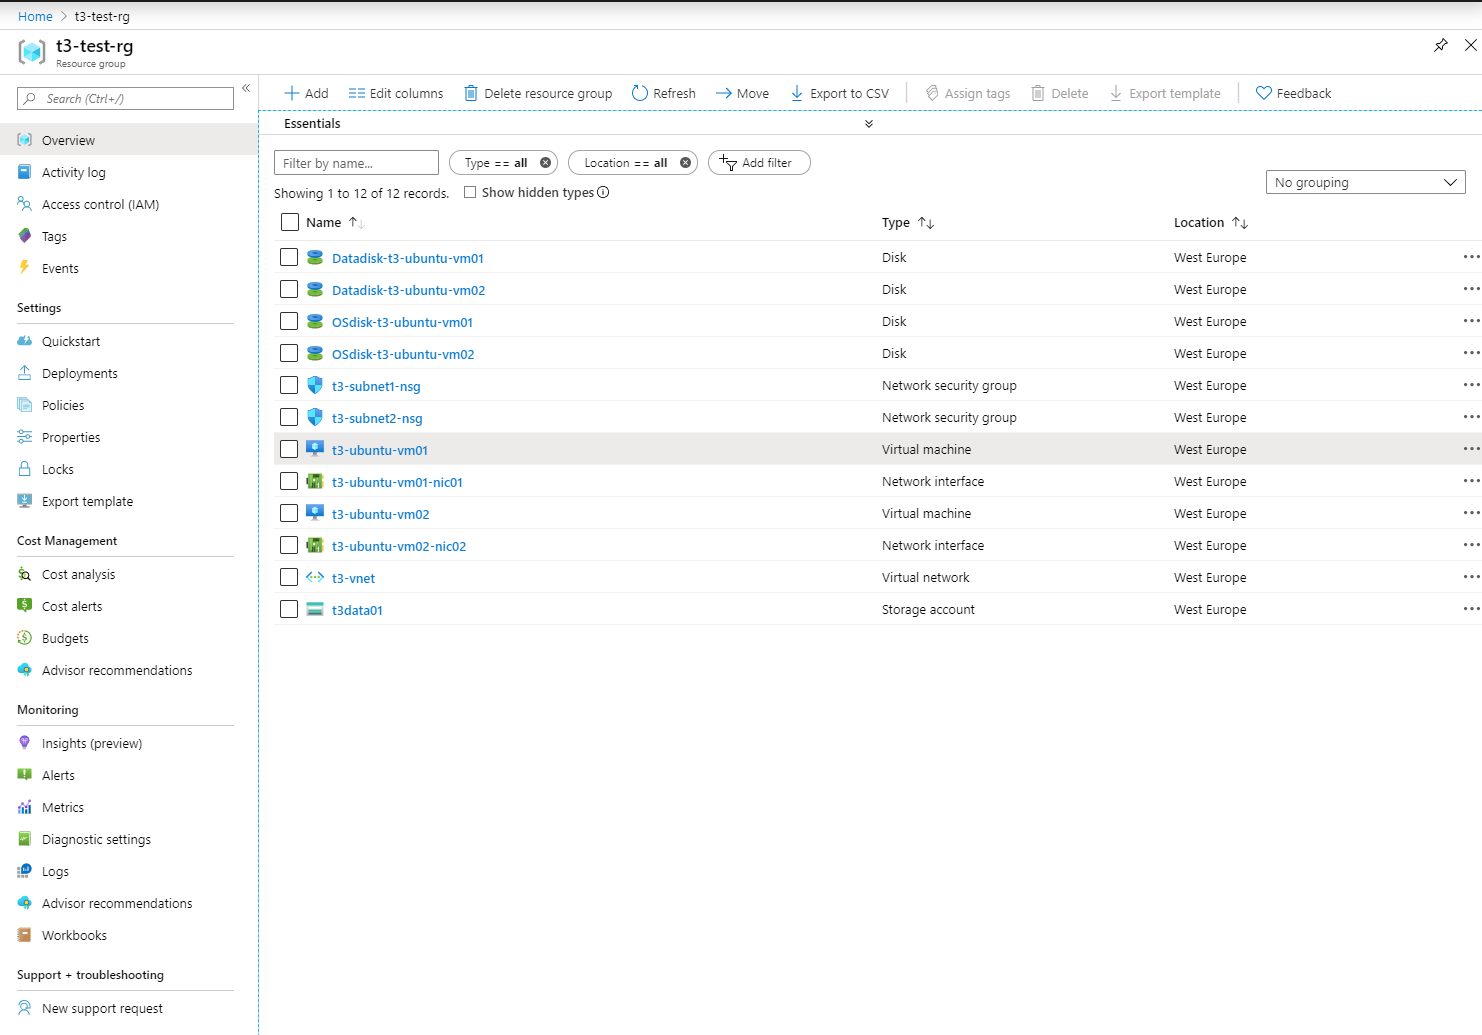 Home > t3-test-rg
t3-test-rg
Resource group
Search (Ctrl+/)
Overview
Activity log
Access control (IAM)
Tags
Events
Settings
Quickstart
Deployments
Policies
Properties
Locks
Export template
Cost Management
Cost analysis
Cost alerts
Budgets
Advisor recommendations
Monitoring
Insights (preview)
Alerts
Metrics
Diagnostic settings
Logs
Advisor recommendations
Workbooks
Support + troubleshooting
New support request
Add Edit columns Delete resource group Refresh Move Export to CSV Assign tags Delete Export template Feedback
Essentials
Filter by name... Type == all Location == all Add filter
Showing 1 to 12 of 12 records. Show hidden types
No grouping
Name Type Location
Datadisk-t3-ubuntu-vm01 Disk West Europe
Datadisk-t3-ubuntu-vm02 Disk West Europe
OSdisk-t3-ubuntu-vm01 Disk West Europe
OSdisk-t3-ubuntu-vm02 Disk West Europe
t3-subnet1-nsg Network security group West Europe
t3-subnet2-nsg Network security group West Europe
t3-ubuntu-vm01 Virtual machine West Europe
t3-ubuntu-vm01-nic01 Network interface West Europe
t3-ubuntu-vm02 Virtual machine West Europe
t3-ubuntu-vm02-nic02 Network interface West Europe
t3-vnet Virtual network West Europe
t3data01 Storage account West Europe